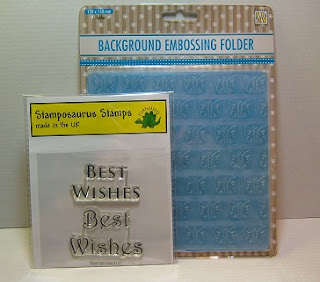 BACKGROUND EMBOSSING FOLDER
Stamposaurus Stamps
made in the UK
BEST
WISHES
Best
Wishes